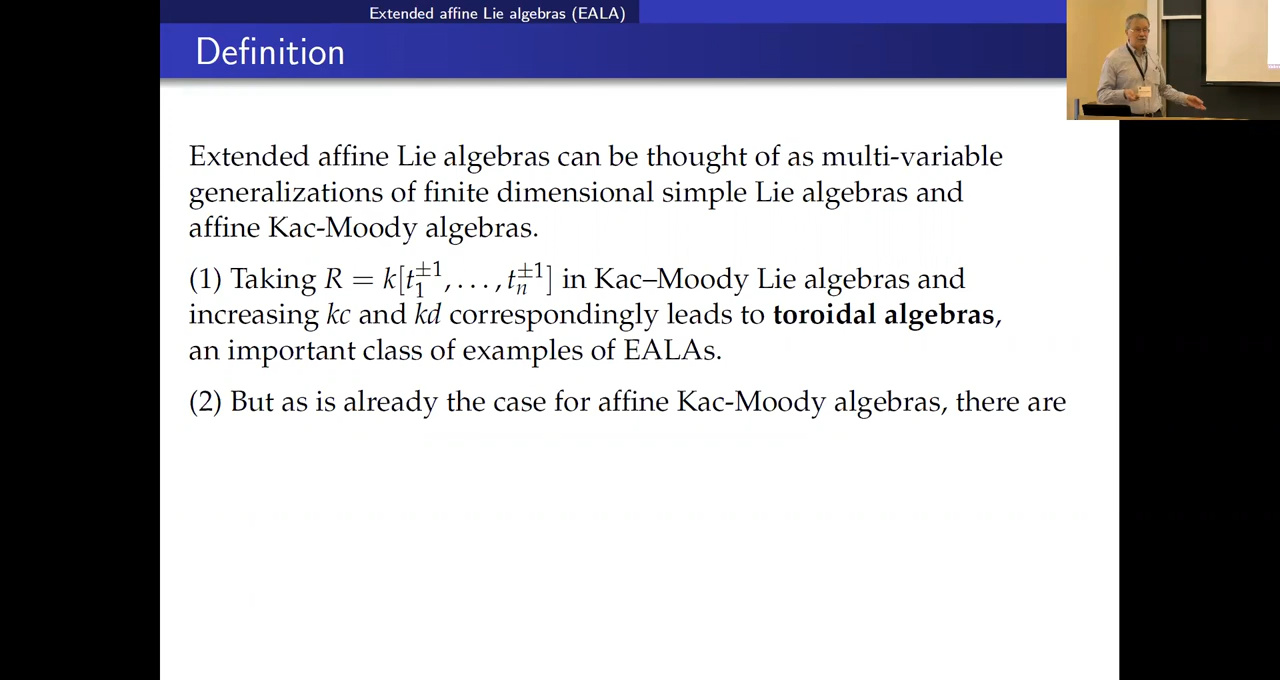 Extended affine Lie algebras (EALA)
Definition
Extended affine Lie algebras can be thought of as multi-variable
generalizations of finite dimensional simple Lie algebras and
affine Kac-Moody algebras.
(1) Taking R = k[t₁^{±1}, . . . , tₙ^{±1}] in Kac–Moody Lie algebras and
increasing kc and kd correspondingly leads to toroidal algebras,
an important class of examples of EALAs.
(2) But as is already the case for affine Kac-Moody algebras, there are